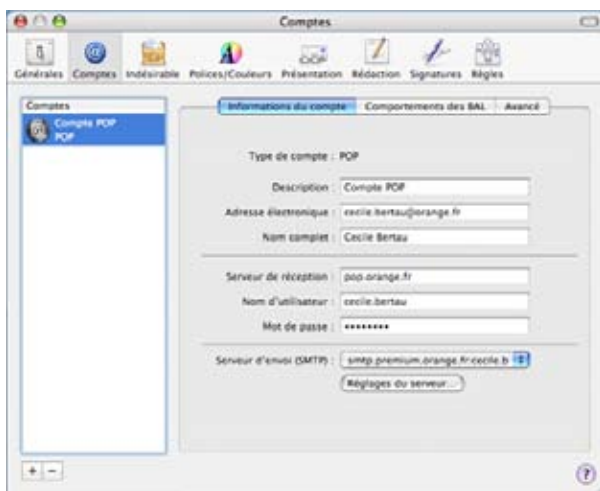 Comptes
Générales Comptes Indésirable Polices/Couleurs Présentation Rédaction Signatures Règles
Comptes
Compte POP
POP
Informations du compte Comportements des BAL Avancé
Type de compte : POP
Description : Compte POP
Adresse électronique : cecile.bertau@orange.fr
Nom complet : Cecile Bertau
Serveur de réception : pop.orange.fr
Nom d'utilisateur : cecile.bertau
Mot de passe : ••••••••
Serveur d'envoi (SMTP) : smtp.premium.orange.fr:cecile.b
Réglages du serveur...
+ − ?